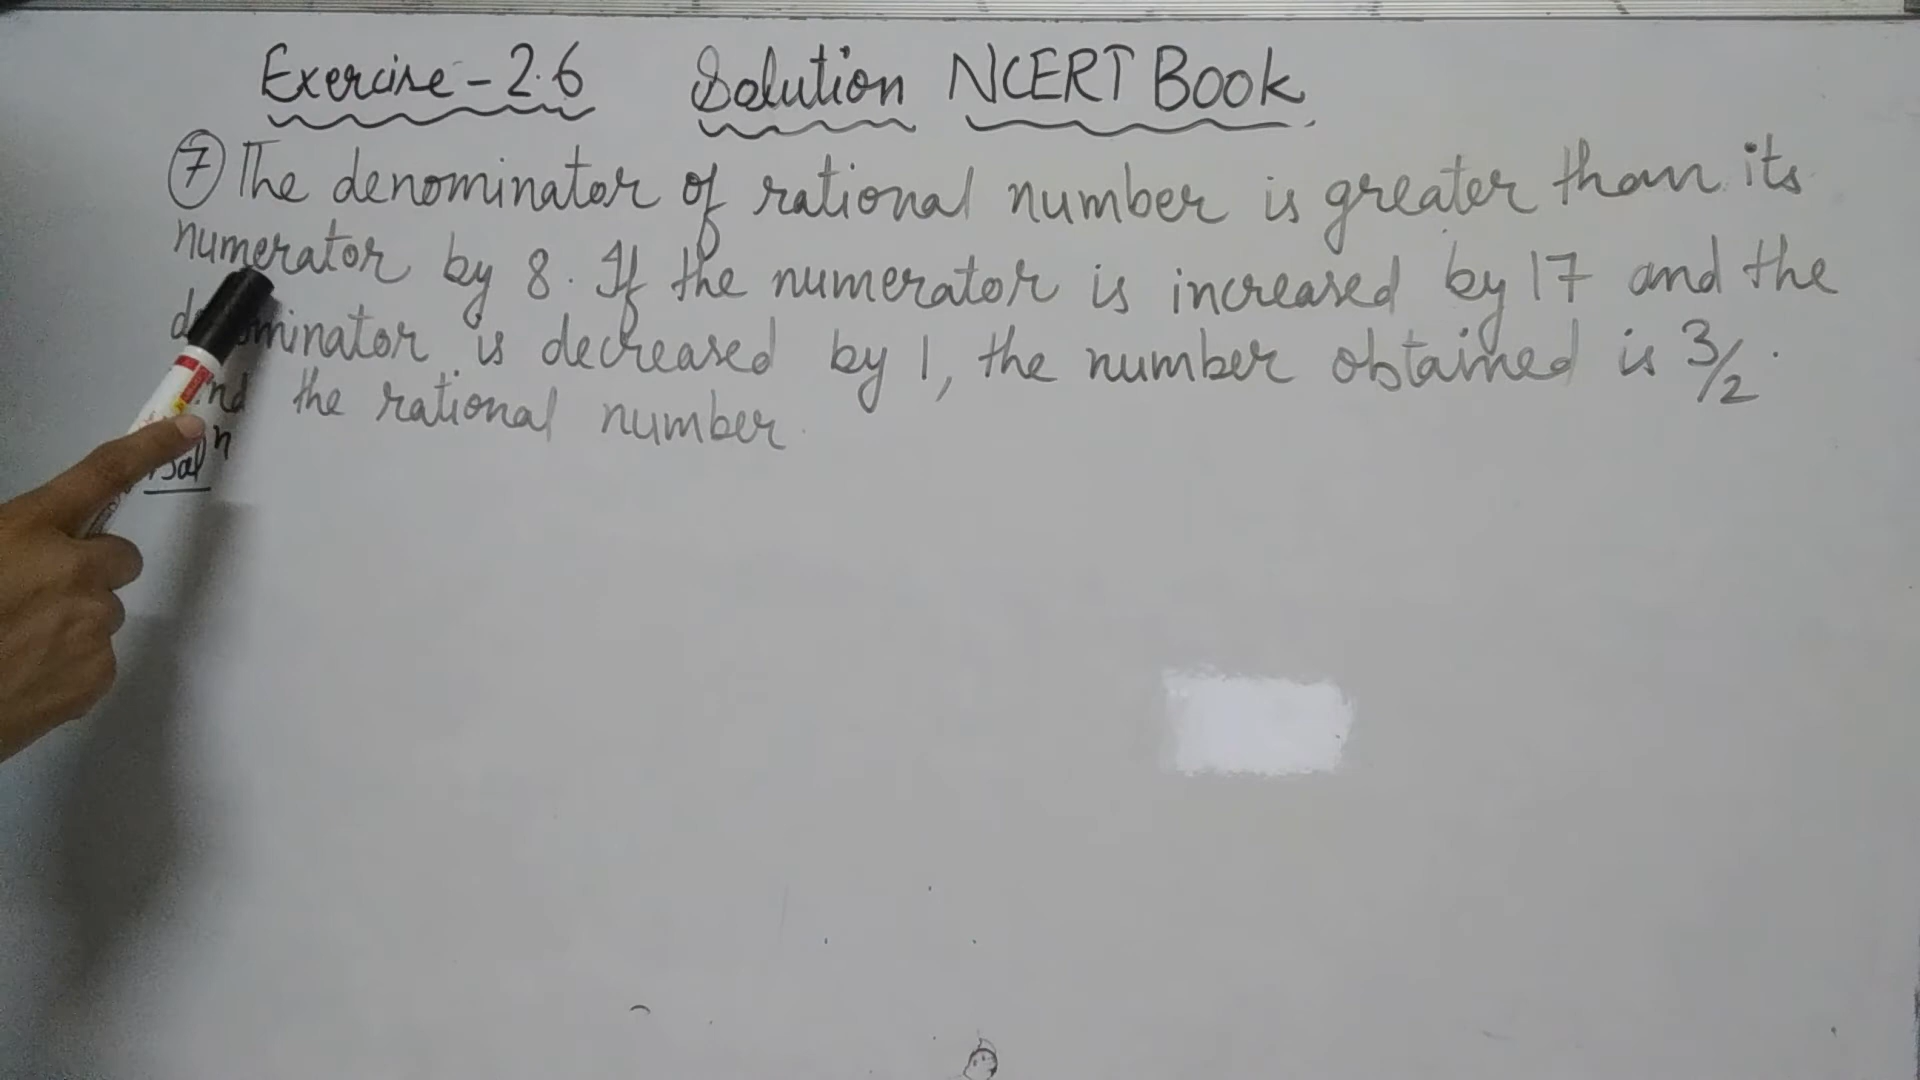 Exercise - 2.6 Solution NCERT Book
7 The denominator of rational number is greater than its
numerator by 8. If the numerator is increased by 17 and the
is decreased by 1, the number obtained is 3/2.
the rational number.
Sol n